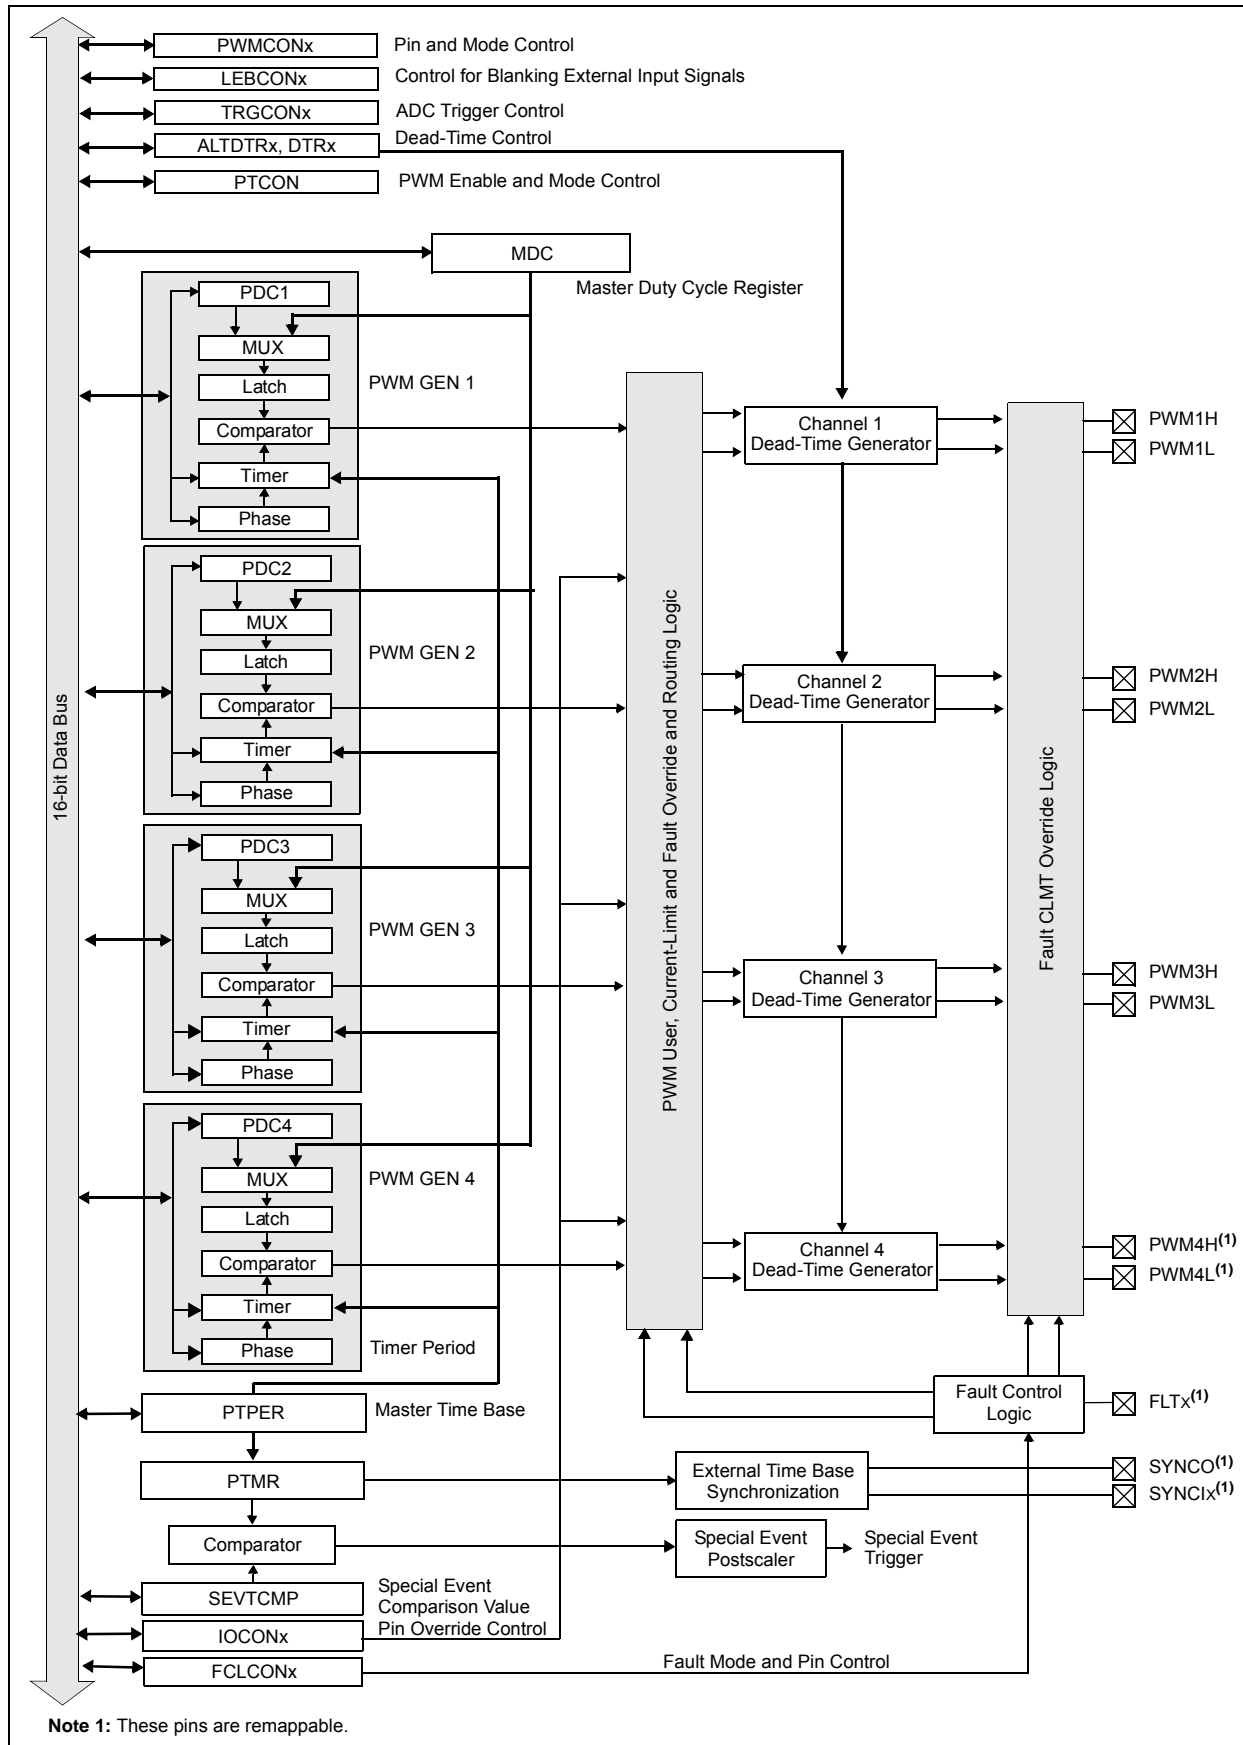 PWMCONx
Pin and Mode Control
LEBCONx
Control for Blanking External Input Signals
TRGCONx
ADC Trigger Control
ALTDTRx, DTRx
Dead-Time Control
PTCON
PWM Enable and Mode Control
MDC
Master Duty Cycle Register
16-bit Data Bus
PDC1
MUX
Latch
Comparator
Timer
Phase
PWM GEN 1
PDC2
MUX
Latch
Comparator
Timer
Phase
PWM GEN 2
PDC3
MUX
Latch
Comparator
Timer
Phase
PWM GEN 3
PDC4
MUX
Latch
Comparator
Timer
Phase
PWM GEN 4
Timer Period
PWM User, Current-Limit and Fault Override and Routing Logic
Channel 1
Dead-Time Generator
Channel 2
Dead-Time Generator
Channel 3
Dead-Time Generator
Channel 4
Dead-Time Generator
Fault CLMT Override Logic
PWM1H
PWM1L
PWM2H
PWM2L
PWM3H
PWM3L
PWM4H(1)
PWM4L(1)
PTPER
Master Time Base
Fault Control
Logic
FLTx(1)
PTMR
External Time Base
Synchronization
SYNCO(1)
SYNCIx(1)
Comparator
Special Event
Postscaler
Special Event
Trigger
SEVTCMP
Special Event
Comparison Value
IOCONx
Pin Override Control
FCLCONx
Fault Mode and Pin Control
Note 1: These pins are remappable.